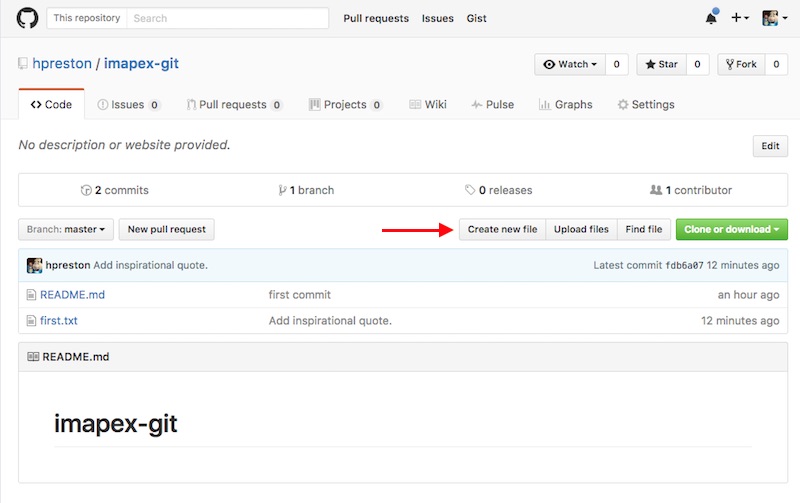 This repository Search Pull requests Issues Gist
hpreston / imapex-git Watch 0 Star 0 Fork 0
Code Issues 0 Pull requests 0 Projects 0 Wiki Pulse Graphs Settings
No description or website provided. Edit
2 commits 1 branch 0 releases 1 contributor
Branch: master New pull request Create new file Upload files Find file Clone or download
hpreston Add inspirational quote. Latest commit fdb6a07 12 minutes ago
README.md first commit an hour ago
first.txt Add inspirational quote. 12 minutes ago
README.md
imapex-git